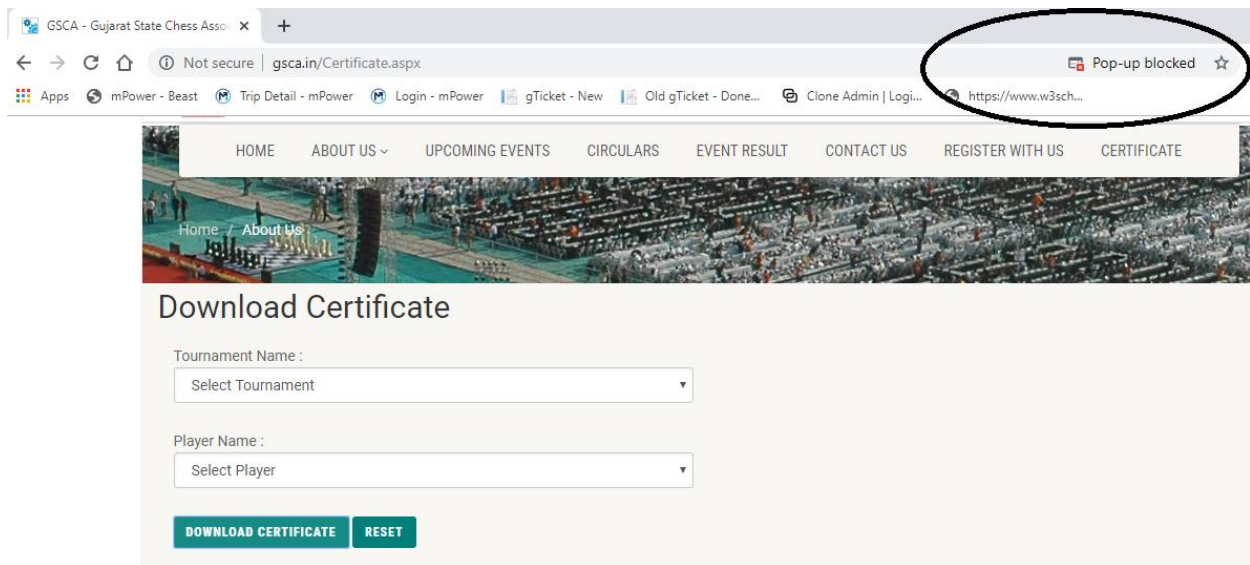 GSCA - Gujarat State Chess Asso
Not secure | gsca.in/Certificate.aspx Pop-up blocked
Apps mPower - Beast Trip Detail - mPower Login - mPower gTicket - New Old gTicket - Done... Clone Admin | Logi... https://www.w3sch...
HOME ABOUT US UPCOMING EVENTS CIRCULARS EVENT RESULT CONTACT US REGISTER WITH US CERTIFICATE
Home / About Us
Download Certificate
Tournament Name :
Select Tournament
Player Name :
Select Player
DOWNLOAD CERTIFICATE RESET